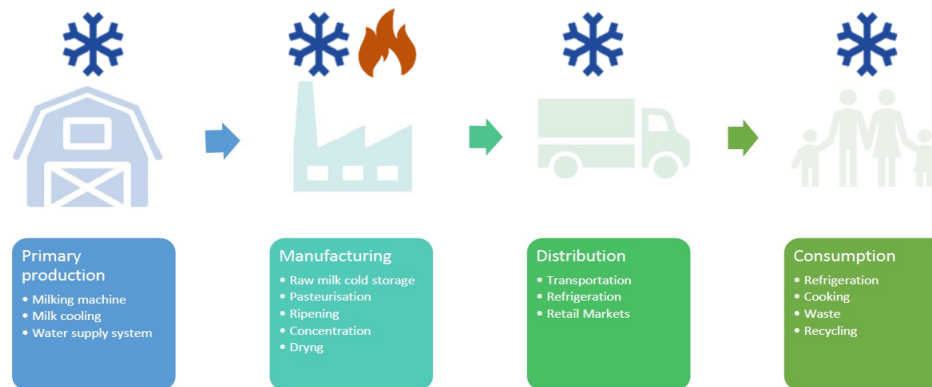 Primary
production
• Milking machine
• Milk cooling
• Water supply system
Manufacturing
• Raw milk cold storage
• Pasteurisation
• Ripening
• Concentration
• Dryng
Distribution
• Transportation
• Refrigeration
• Retail Markets
Consumption
• Refrigeration
• Cooking
• Waste
• Recycling